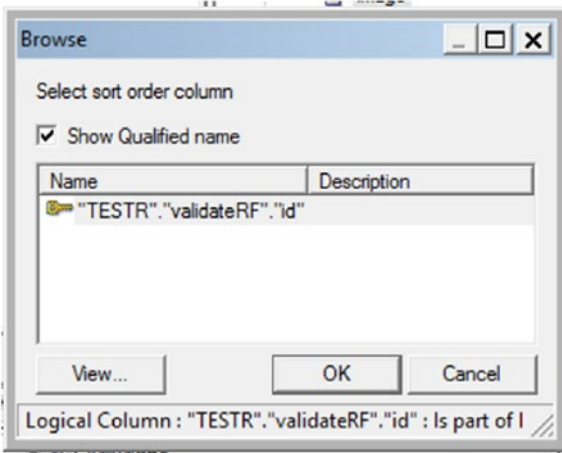 Browse
Select sort order column
Show Qualified name
Name Description
"TESTR"."validateRF"."id"
View... OK Cancel
Logical Column : "TESTR"."validateRF"."id" : Is part of